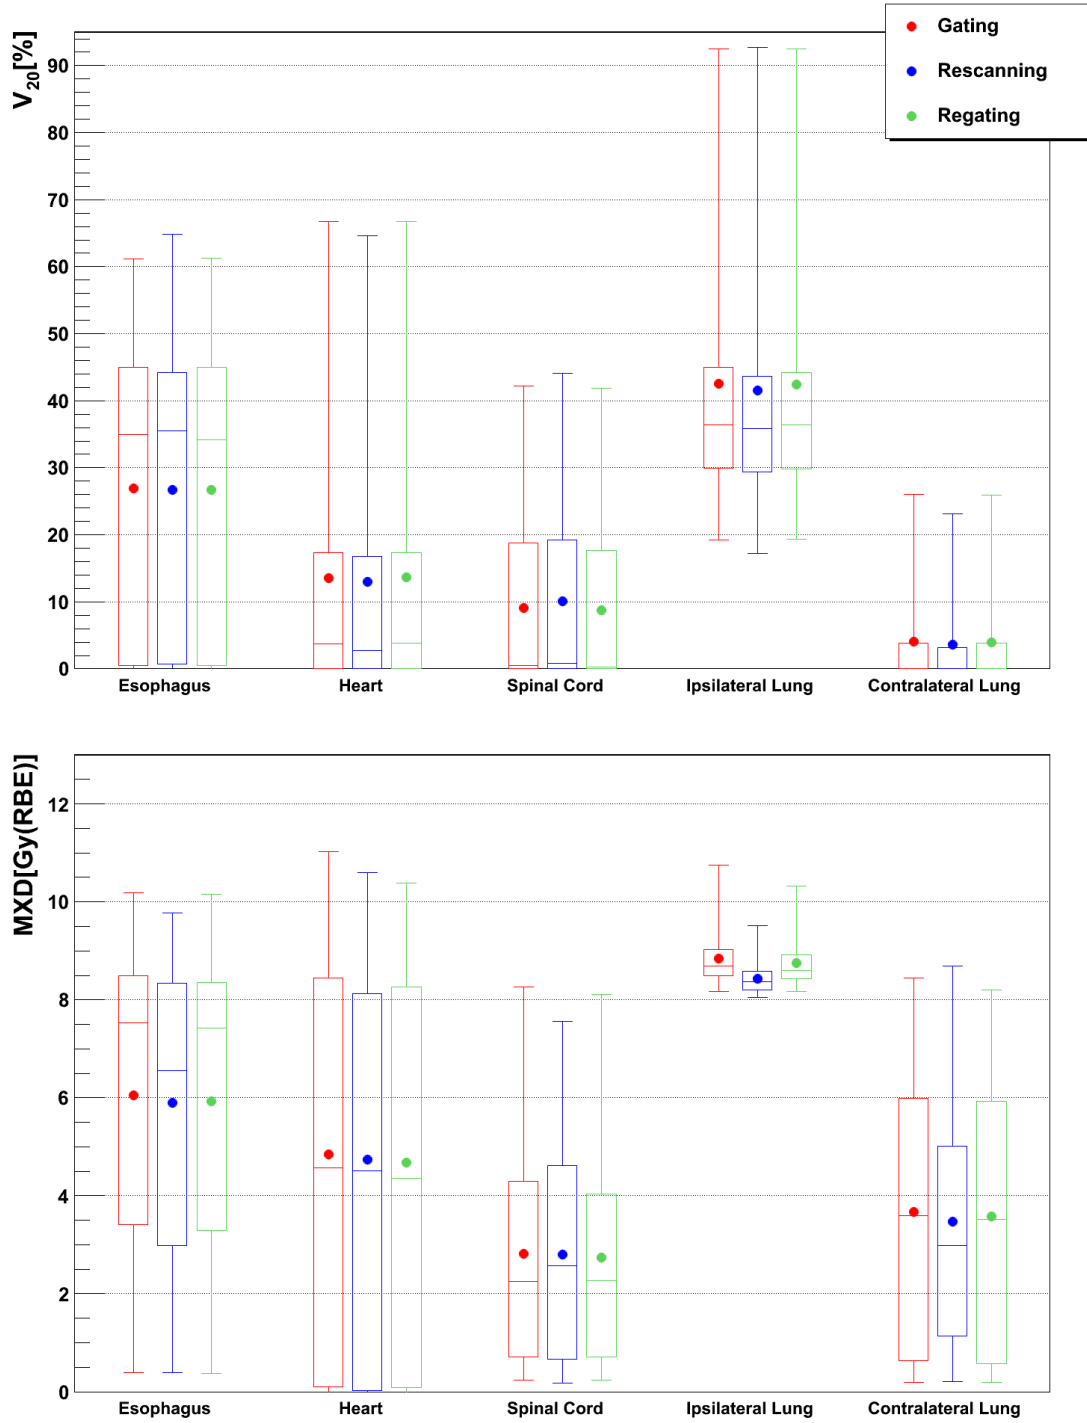 V20[%]
90
80
70
60
50
40
30
20
10
0
Esophagus Heart Spinal Cord Ipsilateral Lung Contralateral Lung
Gating
Rescanning
Regating
MXD[Gy(RBE)]
12
10
8
6
4
2
0
Esophagus Heart Spinal Cord Ipsilateral Lung Contralateral Lung